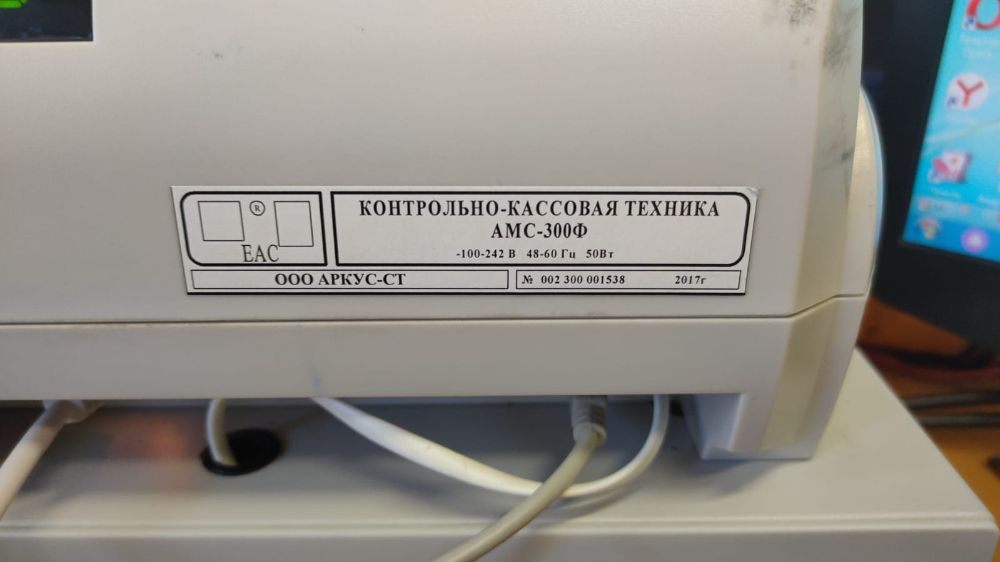 ®
ЕАС
КОНТРОЛЬНО-КАССОВАЯ ТЕХНИКА
АМС-300Ф
-100-242 В 48-60 Гц 50Вт
ООО АРКУС-СТ
№ 002 300 001538 2017г